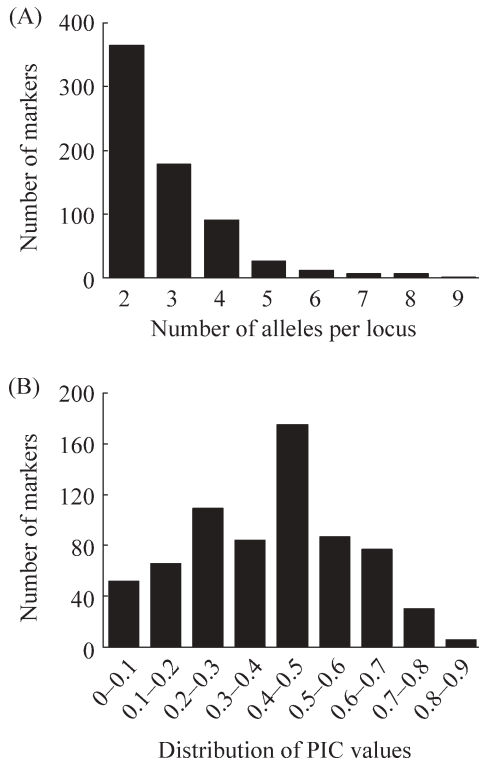 (A)
400
300
200
100
0
Number of markers
2 3 4 5 6 7 8 9
Number of alleles per locus
(B)
200
160
120
80
40
0
Number of markers
0–0.1 0.1–0.2 0.2–0.3 0.3–0.4 0.4–0.5 0.5–0.6 0.6–0.7 0.7–0.8 0.8–0.9
Distribution of PIC values